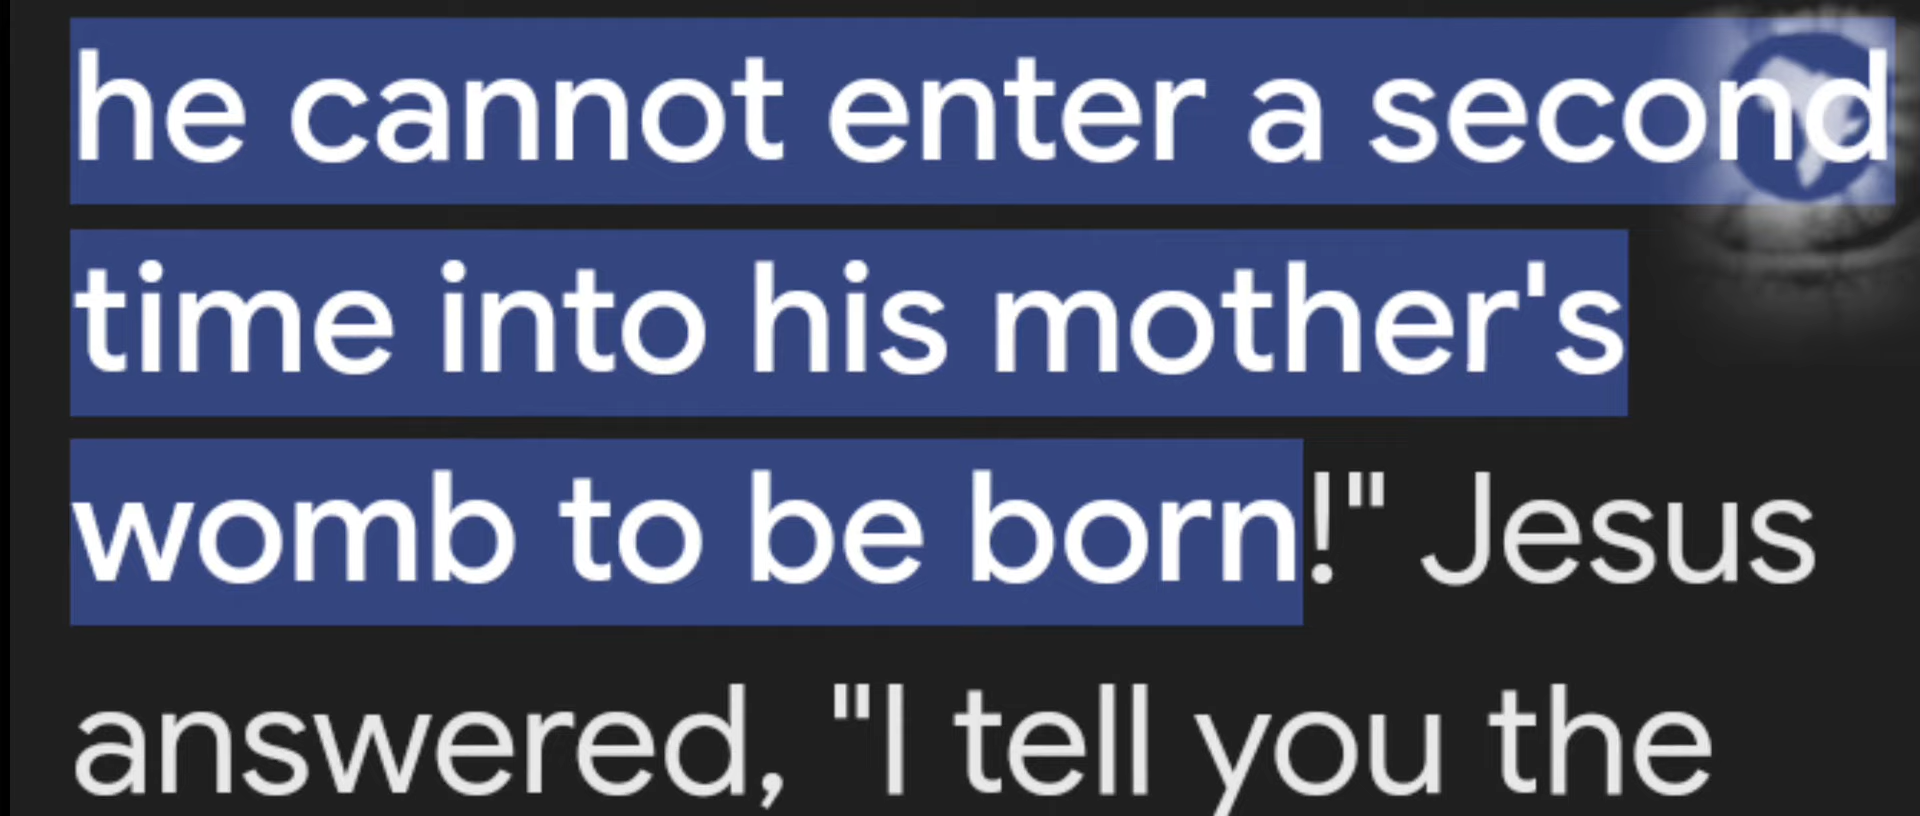 he cannot enter a second
time into his mother's
womb to be born!" Jesus
answered, "I tell you the